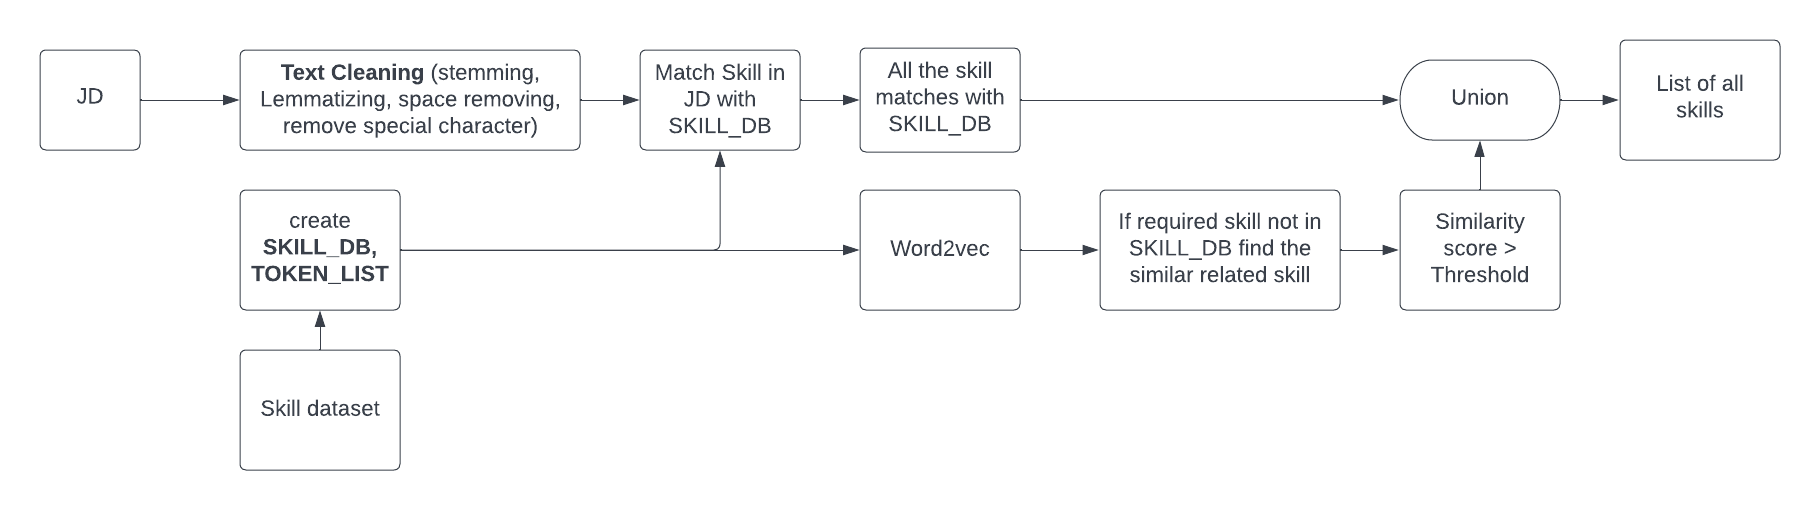 JD
Text Cleaning (stemming,
Lemmatizing, space removing,
remove special character)
Match Skill in
JD with
SKILL_DB
All the skill
matches with
SKILL_DB
Union
List of all
skills
create
SKILL_DB,
TOKEN_LIST
Word2vec
If required skill not in
SKILL_DB find the
similar related skill
Similarity
score >
Threshold
Skill dataset